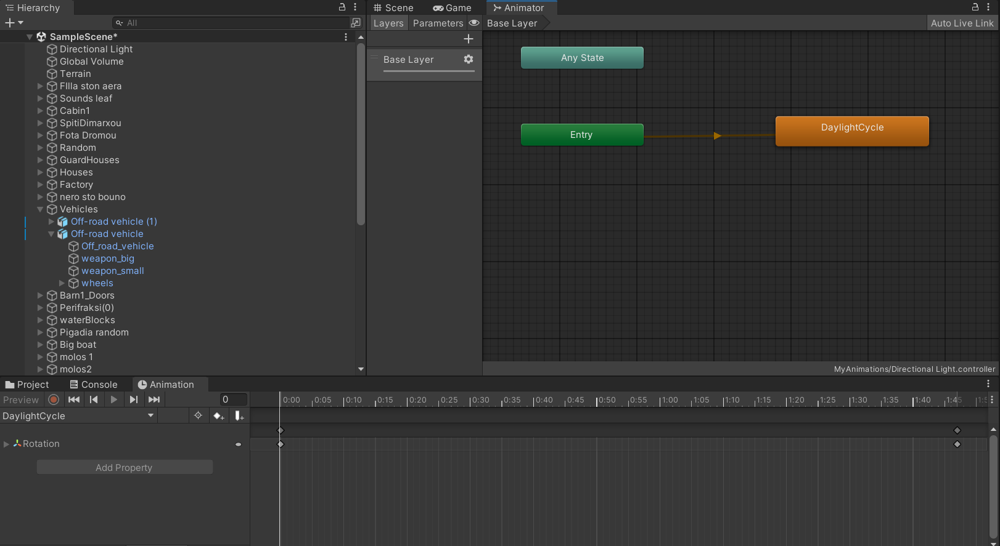 Hierarchy
All
SampleScene*
Directional Light
Global Volume
Terrain
FIlla ston aera
Sounds leaf
Cabin1
SpitiDimarxou
Fota Dromou
Random
GuardHouses
Houses
Factory
nero sto bouno
Vehicles
Off-road vehicle (1)
Off-road vehicle
Off_road_vehicle
weapon_big
weapon_small
wheels
Barn1_Doors
Perifraksi(0)
waterBlocks
Pigadia random
Big boat
molos 1
molos2
Scene Game Animator
Layers Parameters Base Layer Auto Live Link
Base Layer
Any State
Entry
DaylightCycle
MyAnimations/Directional Light.controller
Project Console Animation
Preview 0
0:00 0:05 0:10 0:15 0:20 0:25 0:30 0:35 0:40 0:45 0:50 0:55 1:00 1:05 1:10 1:15 1:20 1:25 1:30 1:35 1:40 1:45
DaylightCycle
Rotation
Add Property